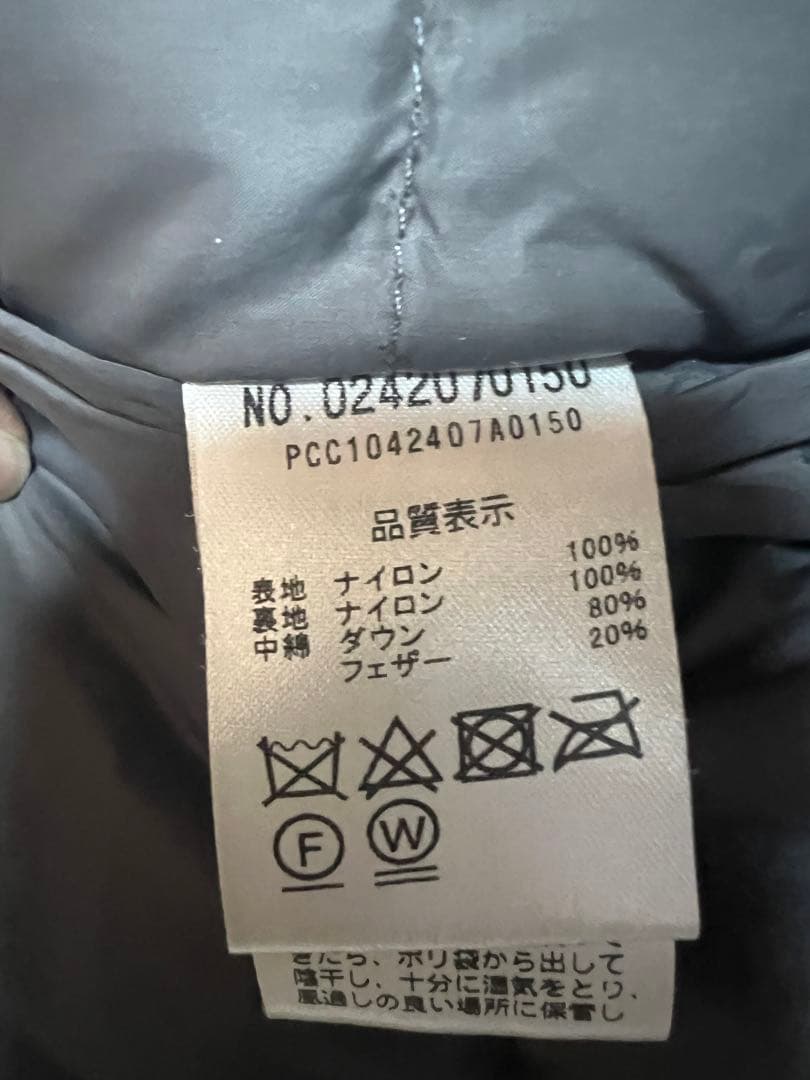 NO.0242070150
PCC1042407A0150
品質表示
表地 ナイロン 100%
裏地 ナイロン 100%
中綿 ダウン 80%
フェザー 20%
F W
きたら、ポリ袋から出して
陰干し、十分に湿気をとり、
風通しの良い場所に保管し